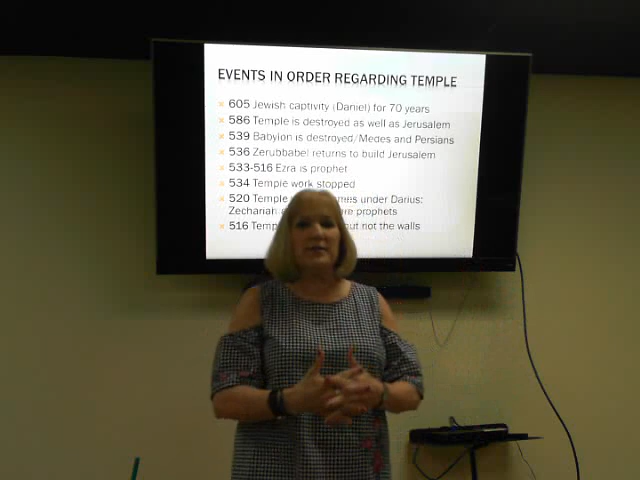 EVENTS IN ORDER REGARDING TEMPLE
605 Jewish captivity (Daniel) for 70 years
586 Temple is destroyed as well as Jerusalem
539 Babylon is destroyed/Medes and Persians
536 Zerubbabel returns to build Jerusalem
533-516 Ezra is prophet
534 Temple work stopped
520 Temple under Darius:
Zechariah prophets
516 not the walls